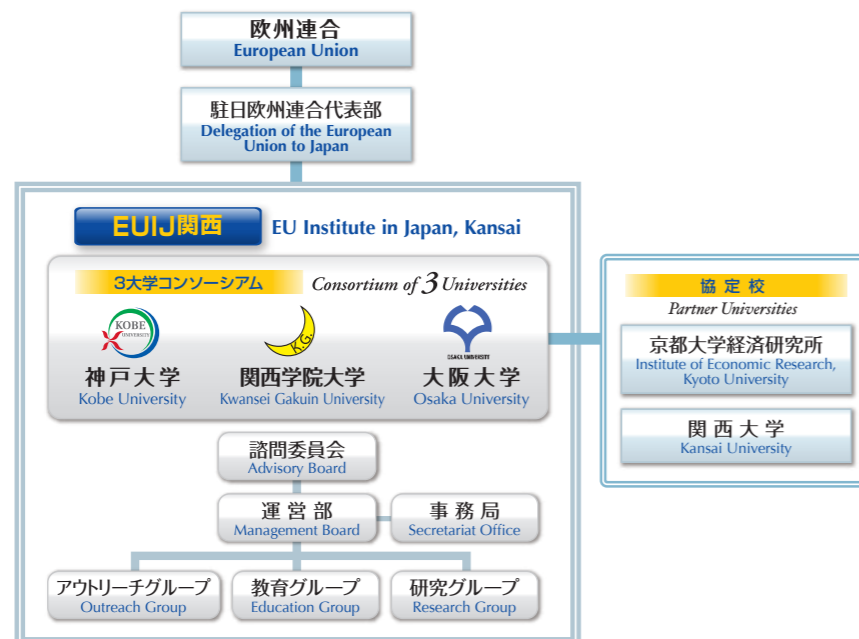 欧州連合
European Union
駐日欧州連合代表部
Delegation of the European
Union to Japan
EUIJ関西
EU Institute in Japan, Kansai
3大学コンソーシアム
Consortium of 3 Universities
KOBE
UNIVERSITY
神戸大学
Kobe University
K.G.
関西学院大学
Kwansei Gakuin University
OSAKA UNIVERSITY
大阪大学
Osaka University
協定校
Partner Universities
京都大学経済研究所
Institute of Economic Research,
Kyoto University
関西大学
Kansai University
諮問委員会
Advisory Board
運営部
Management Board
事務局
Secretariat Office
アウトリーチグループ
Outreach Group
教育グループ
Education Group
研究グループ
Research Group